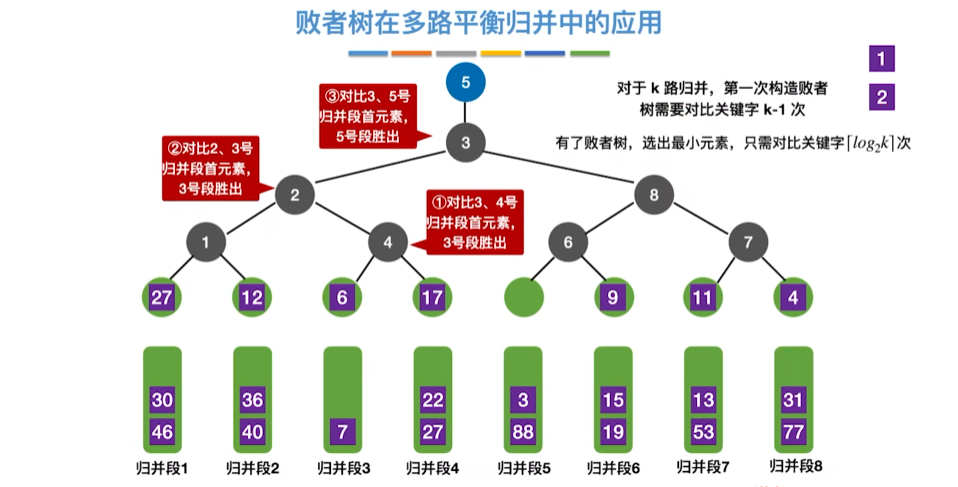 败者树在多路平衡归并中的应用
1
2
对于 k 路归并，第一次构造败者
树需要对比关键字 k-1 次
有了败者树，选出最小元素，只需对比关键字⌈log₂k⌉次
5
③对比3、5号
归并段首元素，
5号段胜出
3
②对比2、3号
归并段首元素，
3号段胜出
2
8
①对比3、4号
归并段首元素，
3号段胜出
1
4
6
7
27 12 6 17 9 11 4
30 36 22 3 15 13 31
46 40 7 27 88 19 53 77
归并段1 归并段2 归并段3 归并段4 归并段5 归并段6 归并段7 归并段8